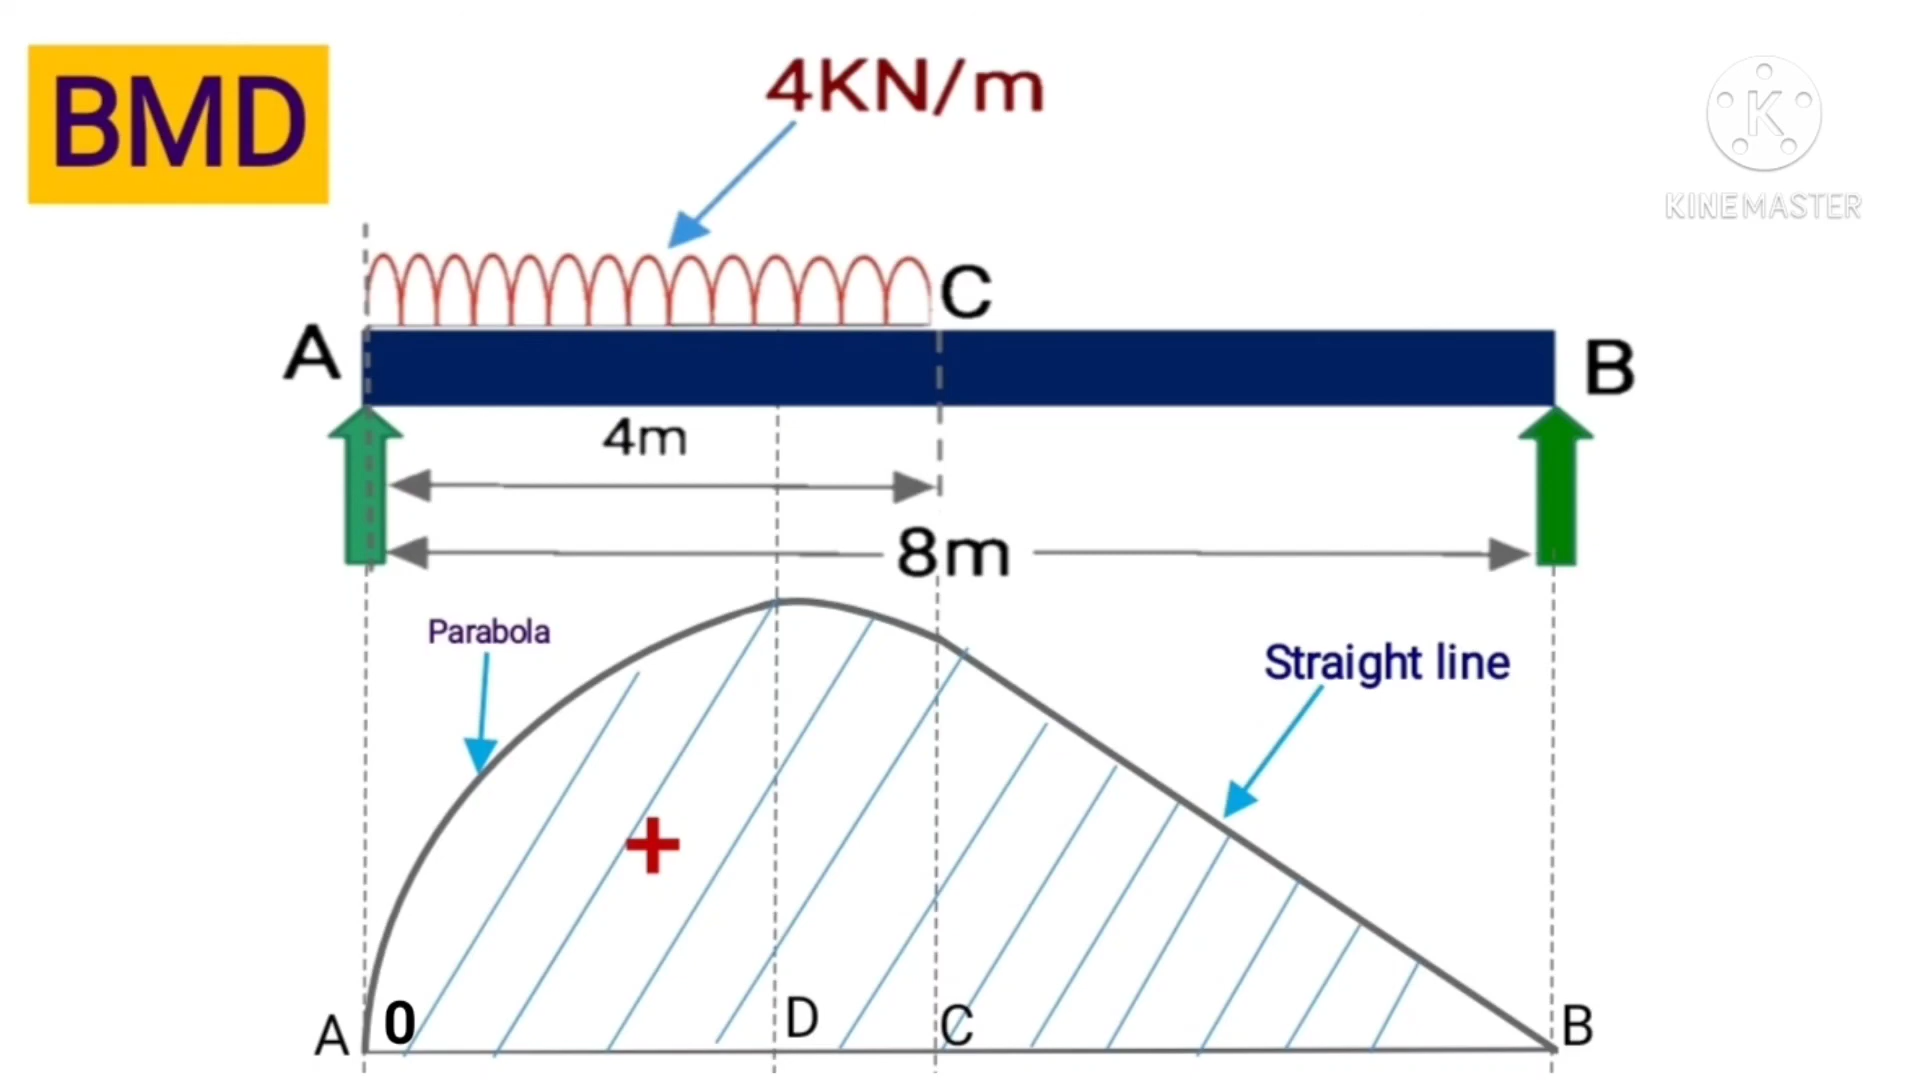 BMD
4KN/m
K
KINEMASTER
C
A
B
4m
8m
Parabola
Straight line
+
A
0
D
C
B